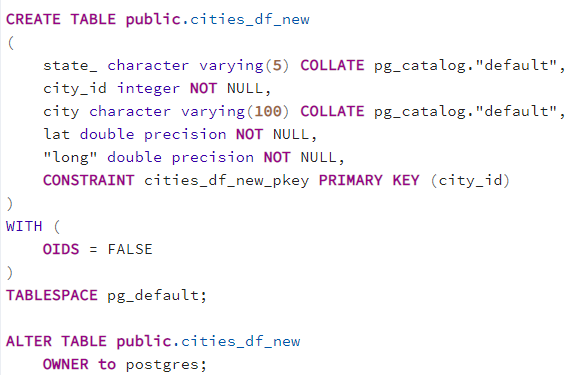 CREATE TABLE public.cities_df_new
(
    state_ character varying(5) COLLATE pg_catalog."default",
    city_id integer NOT NULL,
    city character varying(100) COLLATE pg_catalog."default",
    lat double precision NOT NULL,
    "long" double precision NOT NULL,
    CONSTRAINT cities_df_new_pkey PRIMARY KEY (city_id)
)
WITH (
    OIDS = FALSE
)
TABLESPACE pg_default;

ALTER TABLE public.cities_df_new
    OWNER to postgres;